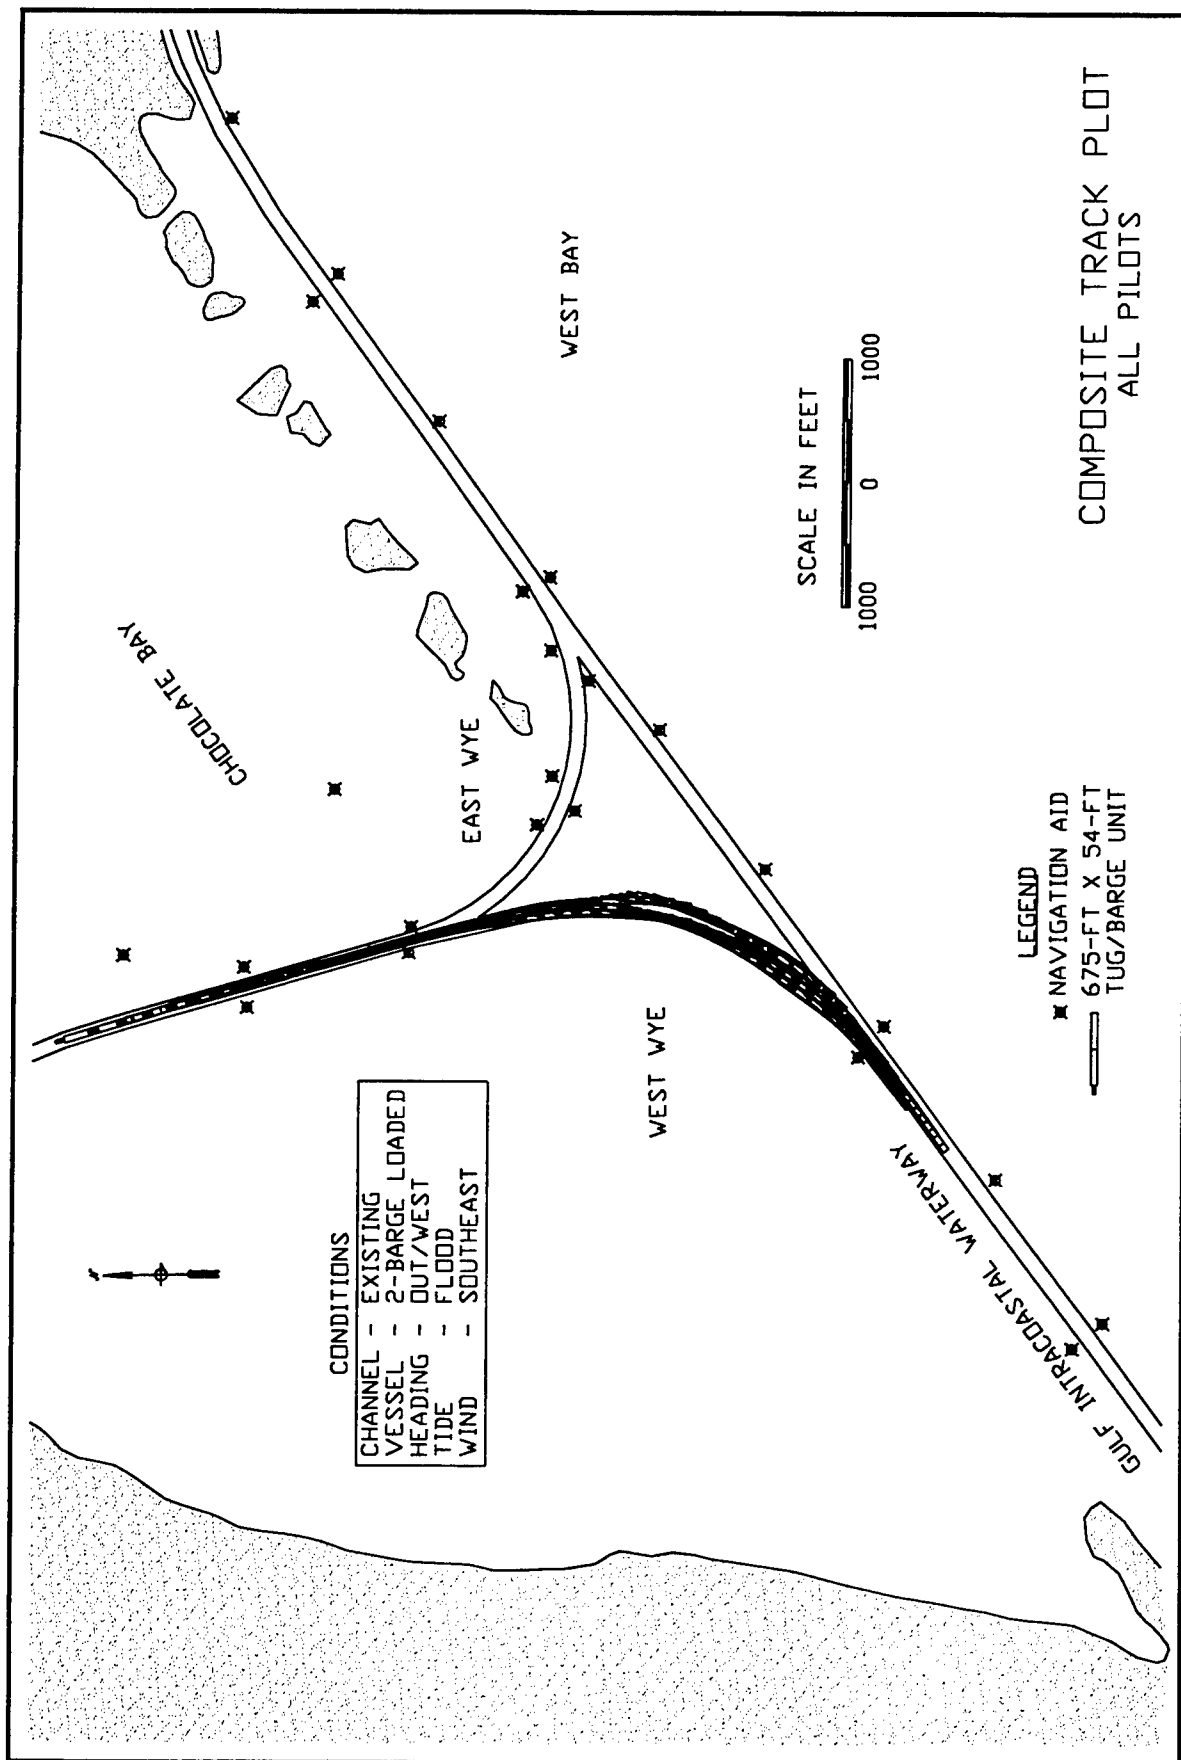 CHOCOLATE BAY
EAST WYE
WEST BAY
WEST WYE
CONDITIONS
CHANNEL - EXISTING
VESSEL - 2-BARGE LOADED
HEADING - OUT/WEST
TIDE - FLOOD
WIND - SOUTHEAST
GULF INTRACOASTAL WATERWAY
SCALE IN FEET
1000 0 1000
LEGEND
NAVIGATION AID
675-FT X 54-FT
TUG/BARGE UNIT
COMPOSITE TRACK PLOT
ALL PILOTS